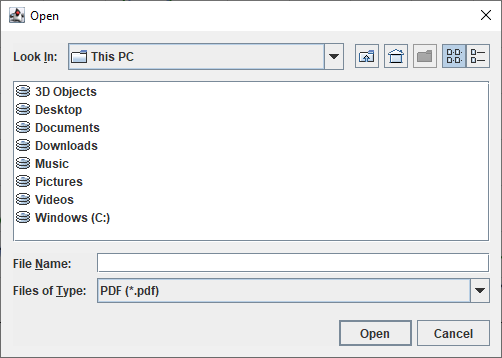 Open
Look In: This PC
3D Objects
Desktop
Documents
Downloads
Music
Pictures
Videos
Windows (C:)
File Name:
Files of Type: PDF (*.pdf)
Open Cancel